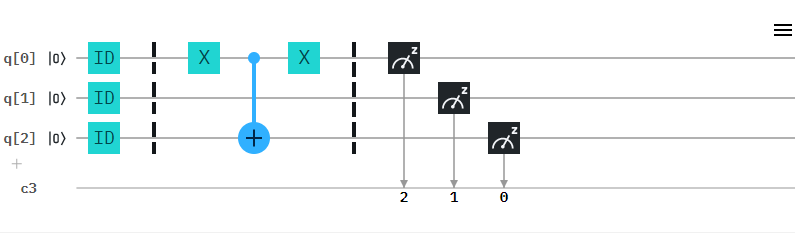 q[0] |0⟩ ID X X z
q[1] |0⟩ ID z
q[2] |0⟩ ID + z
+
c3 2 1 0